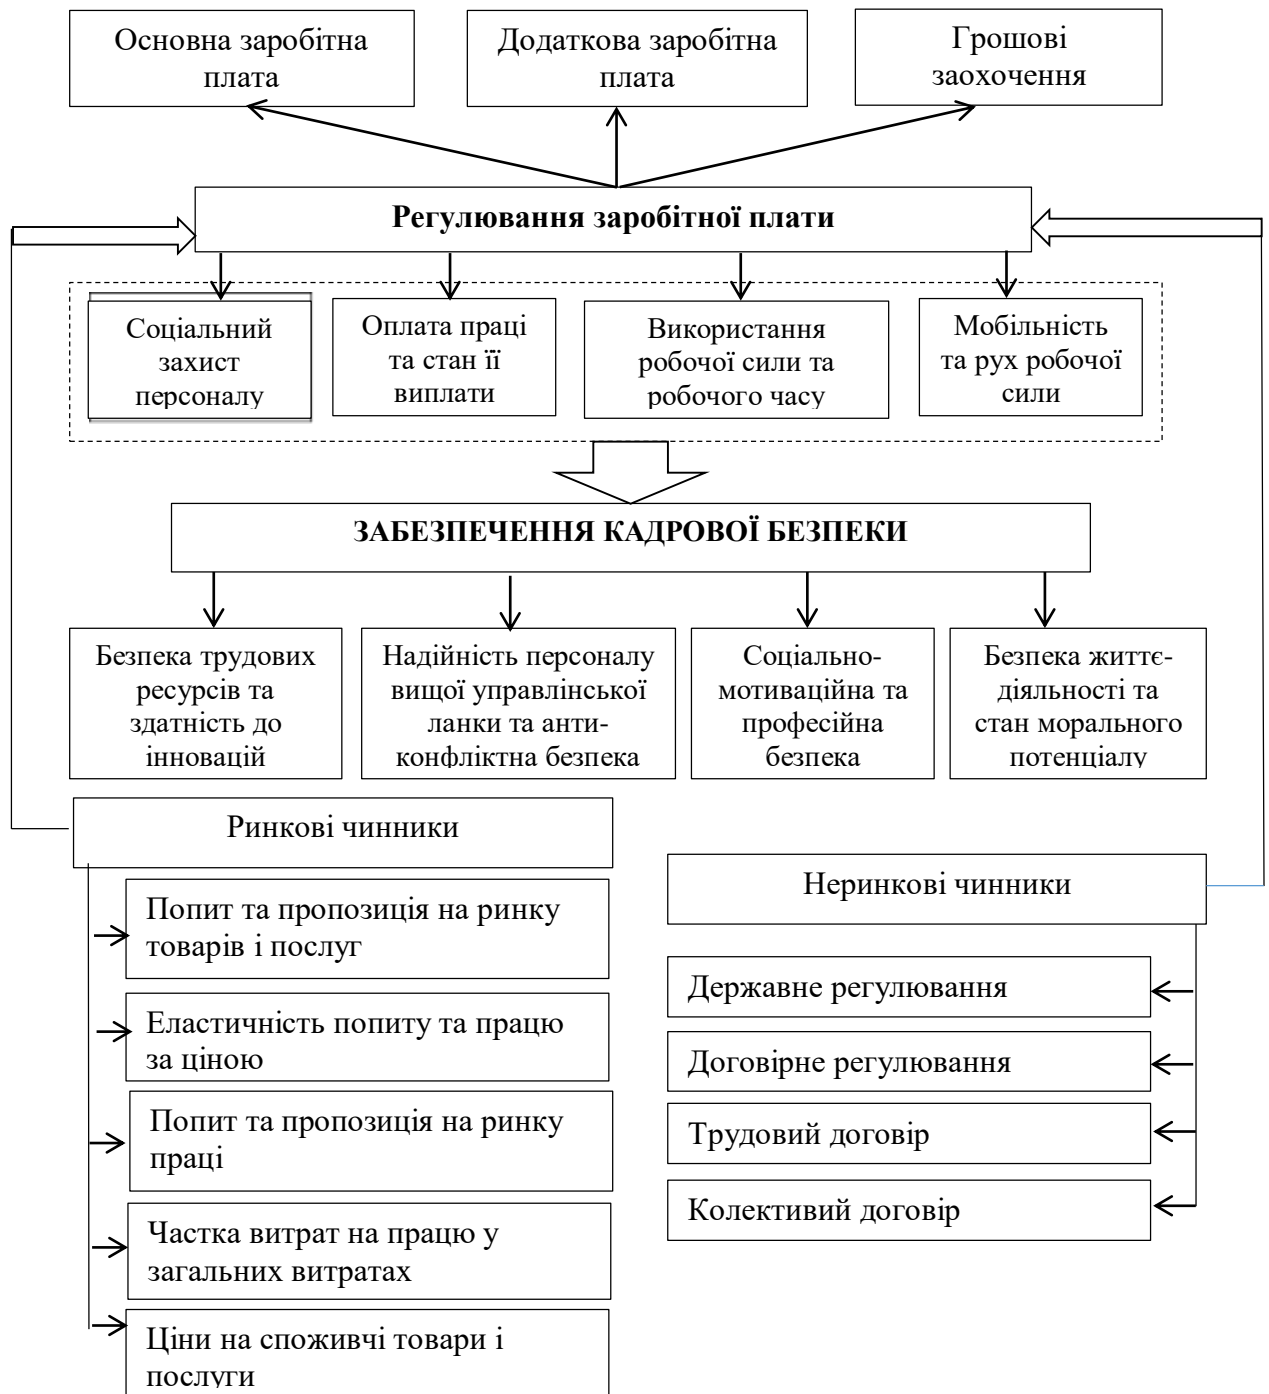 Основна заробітна
плата
Додаткова заробітна
плата
Грошові
заохочення
Регулювання заробітної плати
Соціальний
захист
персоналу
Оплата праці
та стан її
виплати
Використання
робочої сили та
робочого часу
Мобільність
та рух робочої
сили
ЗАБЕЗПЕЧЕННЯ КАДРОВОЇ БЕЗПЕКИ
Безпека трудових
ресурсів та
здатність до
інновацій
Надійність персоналу
вищої управлінської
ланки та анти-
конфліктна безпека
Соціально-
мотиваційна та
професійна
безпека
Безпека життє-
діяльності та
стан морального
потенціалу
Ринкові чинники
Попит та пропозиція на ринку
товарів і послуг
Еластичність попиту та працю
за ціною
Попит та пропозиція на ринку
праці
Частка витрат на працю у
загальних витратах
Ціни на споживчі товари і
послуги
Неринкові чинники
Державне регулювання
Договірне регулювання
Трудовий договір
Колективий договір